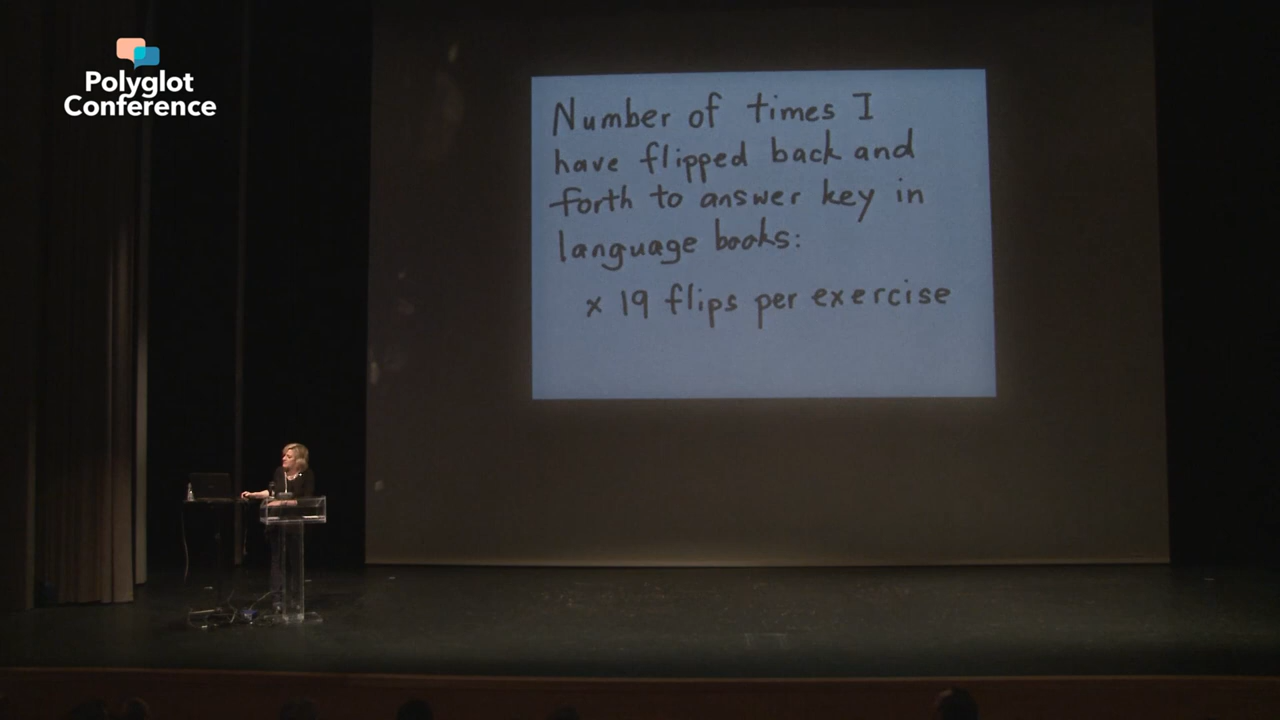 Polyglot
Conference
Number of times I
have flipped back and
forth to answer key in
language books:
x 19 flips per exercise